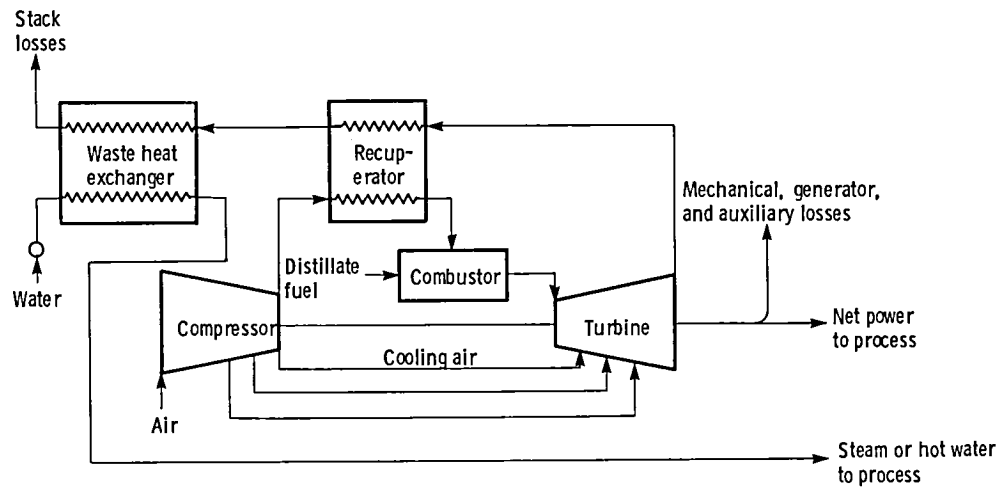 Stack
losses
Waste heat
exchanger
Recup-
erator
Mechanical, generator,
and auxiliary losses
Distillate
fuel
Combustor
Water
Compressor
Turbine
Net power
to process
Cooling air
Air
Steam or hot water
to process